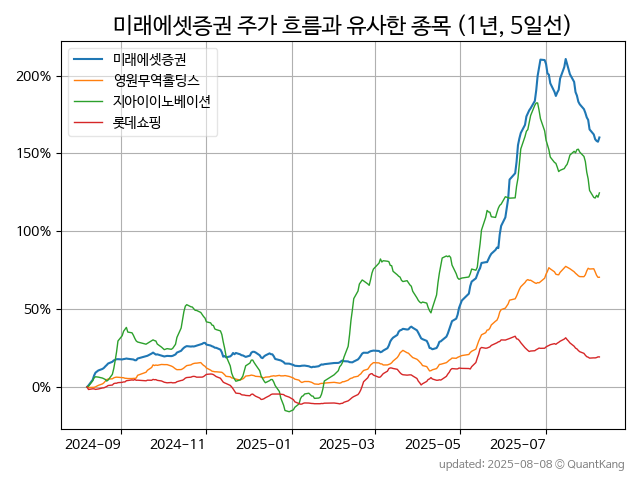 미래에셋증권 주가 흐름과 유사한 종목 (1년, 5일선)
미래에셋증권
영원무역홀딩스
지아이이노베이션
롯데쇼핑
200%
150%
100%
50%
0%
2024-09
2024-11
2025-01
2025-03
2025-05
2025-07
updated: 2025-08-08 © QuantKang